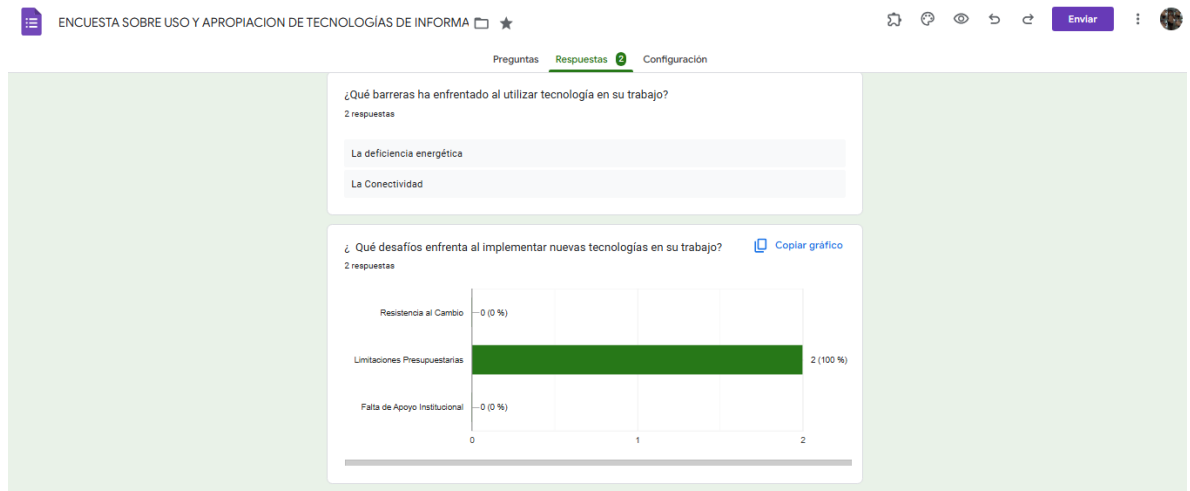 ENCUESTA SOBRE USO Y APROPIACION DE TECNOLOGÍAS DE INFORMA
Enviar
Preguntas Respuestas 2 Configuración
¿Qué barreras ha enfrentado al utilizar tecnología en su trabajo?
2 respuestas
La deficiencia energética
La Conectividad
¿ Qué desafíos enfrenta al implementar nuevas tecnologías en su trabajo?
Copiar gráfico
2 respuestas
Resistencia al Cambio 0 (0 %)
Limitaciones Presupuestarias 2 (100 %)
Falta de Apoyo Institucional 0 (0 %)
0 1 2